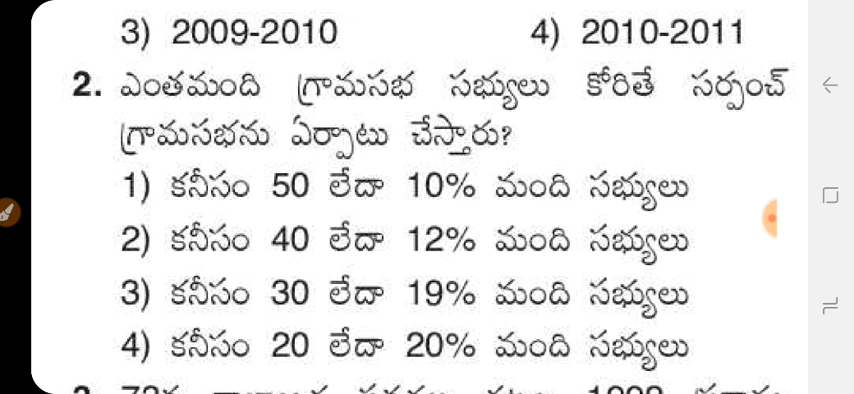 3) 2009-2010 4) 2010-2011
2. ఎంతమంది గ్రామసభ సభ్యులు కోరితే సర్పంచ్
గ్రామసభను ఏర్పాటు చేస్తారు?
1) కనీసం 50 లేదా 10% మంది సభ్యులు
2) కనీసం 40 లేదా 12% మంది సభ్యులు
3) కనీసం 30 లేదా 19% మంది సభ్యులు
4) కనీసం 20 లేదా 20% మంది సభ్యులు